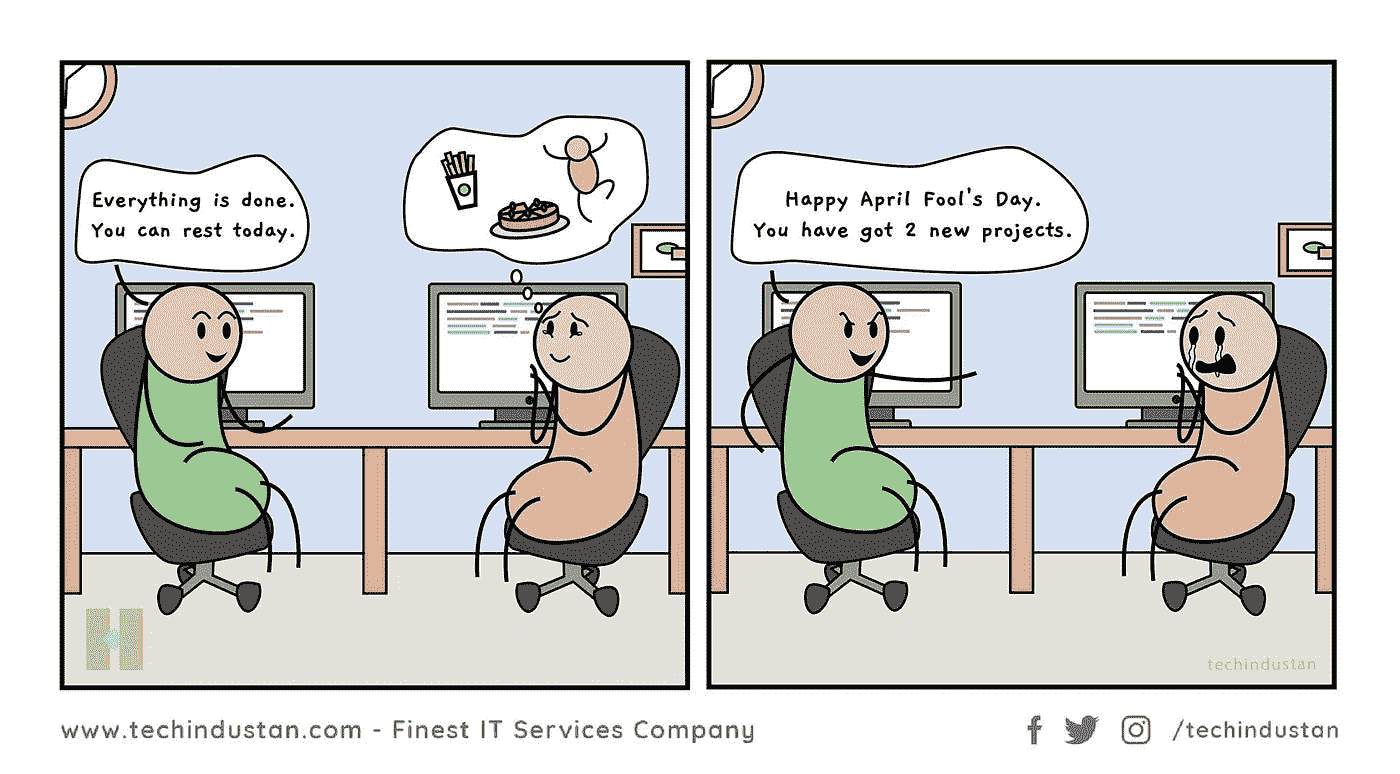 Everything is done.
You can rest today.
Happy April Fool's Day.
You have got 2 new projects.
H
techindustan
www.techindustan.com - Finest IT Services Company
/techindustan